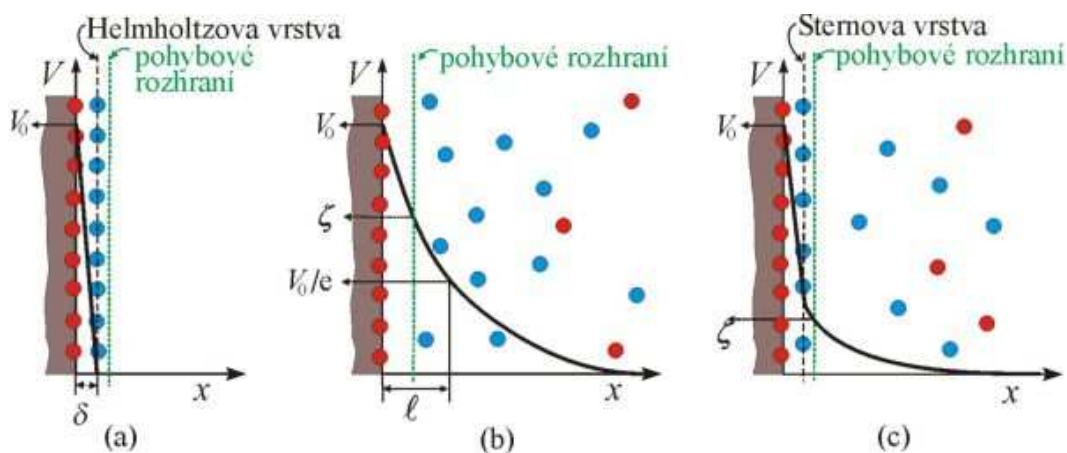 Helmholtzova vrstva
pohybové
rozhraní
V
V₀
x
δ
(a)
pohybové rozhraní
V
V₀
ζ
V₀/e
x
ℓ
(b)
Sternova vrstva
pohybové rozhraní
V
V₀
ζ
x
(c)